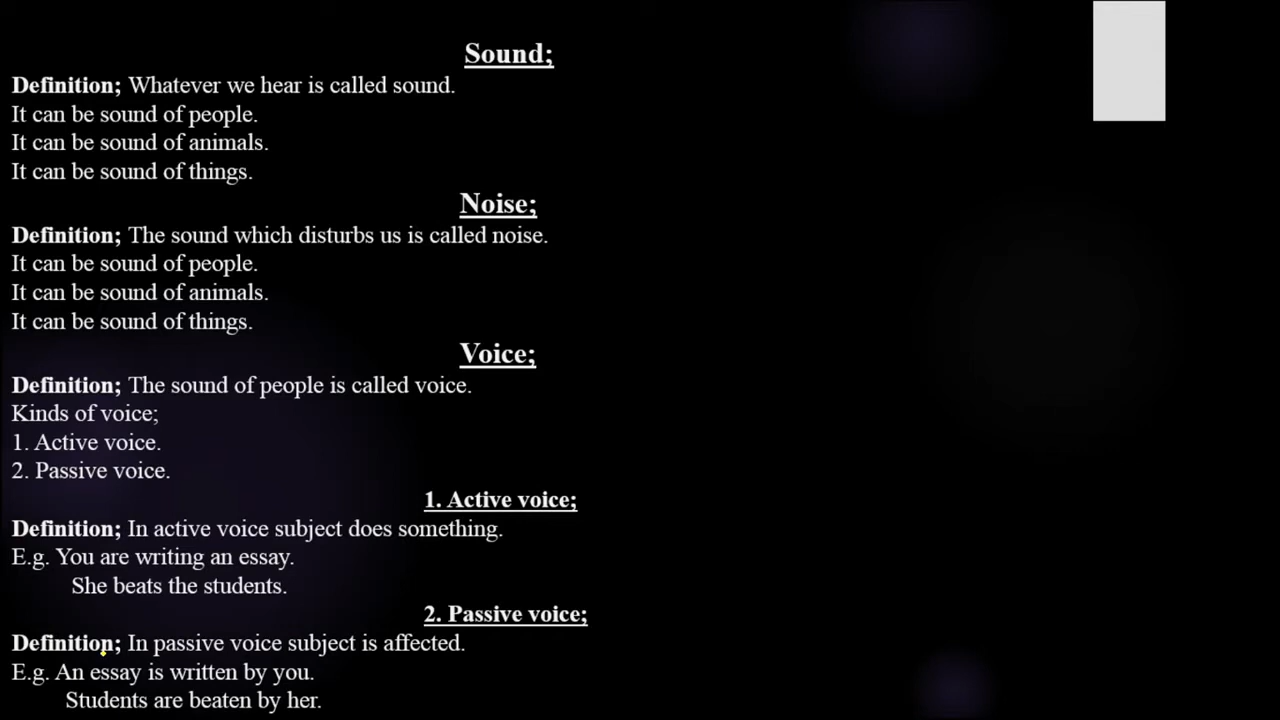 Sound;
Definition; Whatever we hear is called sound.
It can be sound of people.
It can be sound of animals.
It can be sound of things.
Noise;
Definition; The sound which disturbs us is called noise.
It can be sound of people.
It can be sound of animals.
It can be sound of things.
Voice;
Definition; The sound of people is called voice.
Kinds of voice;
1. Active voice.
2. Passive voice.
1. Active voice;
Definition; In active voice subject does something.
E.g. You are writing an essay.
She beats the students.
2. Passive voice;
Definition; In passive voice subject is affected.
E.g. An essay is written by you.
Students are beaten by her.